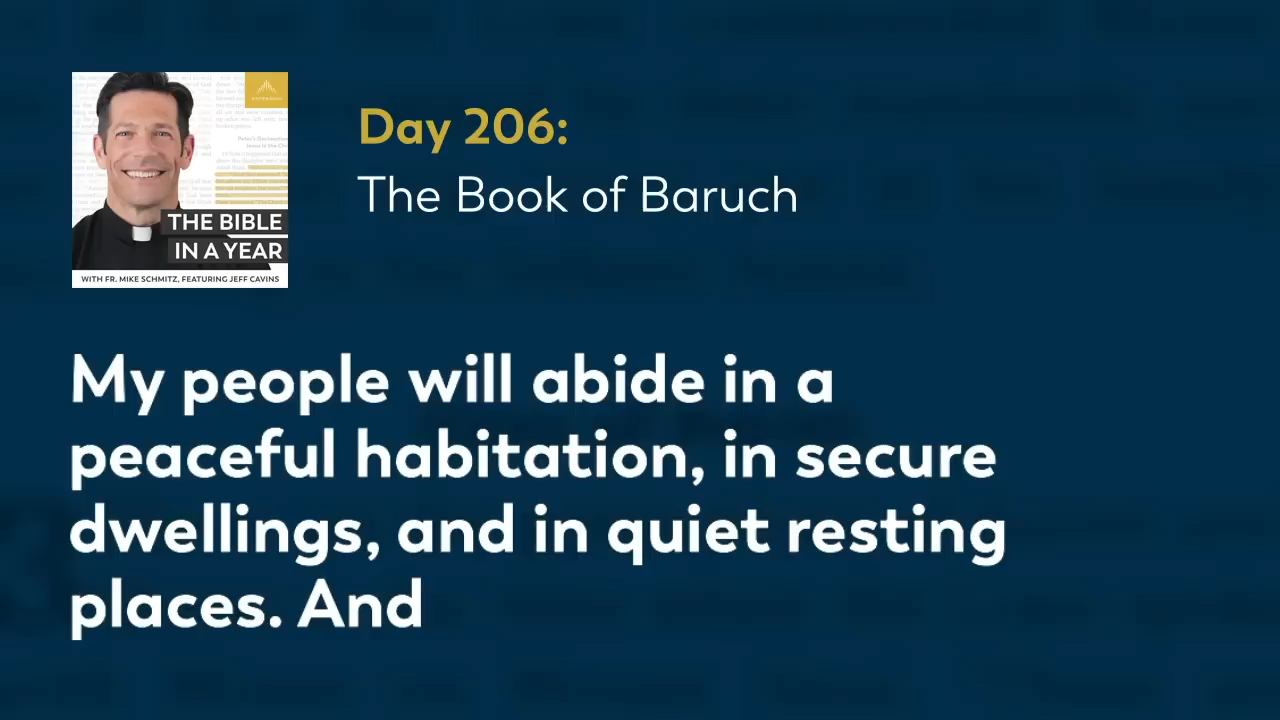 Day 206:
The Book of Baruch
THE BIBLE
IN A YEAR
WITH FR. MIKE SCHMITZ, FEATURING JEFF CAVINS
My people will abide in a
peaceful habitation, in secure
dwellings, and in quiet resting
places. And